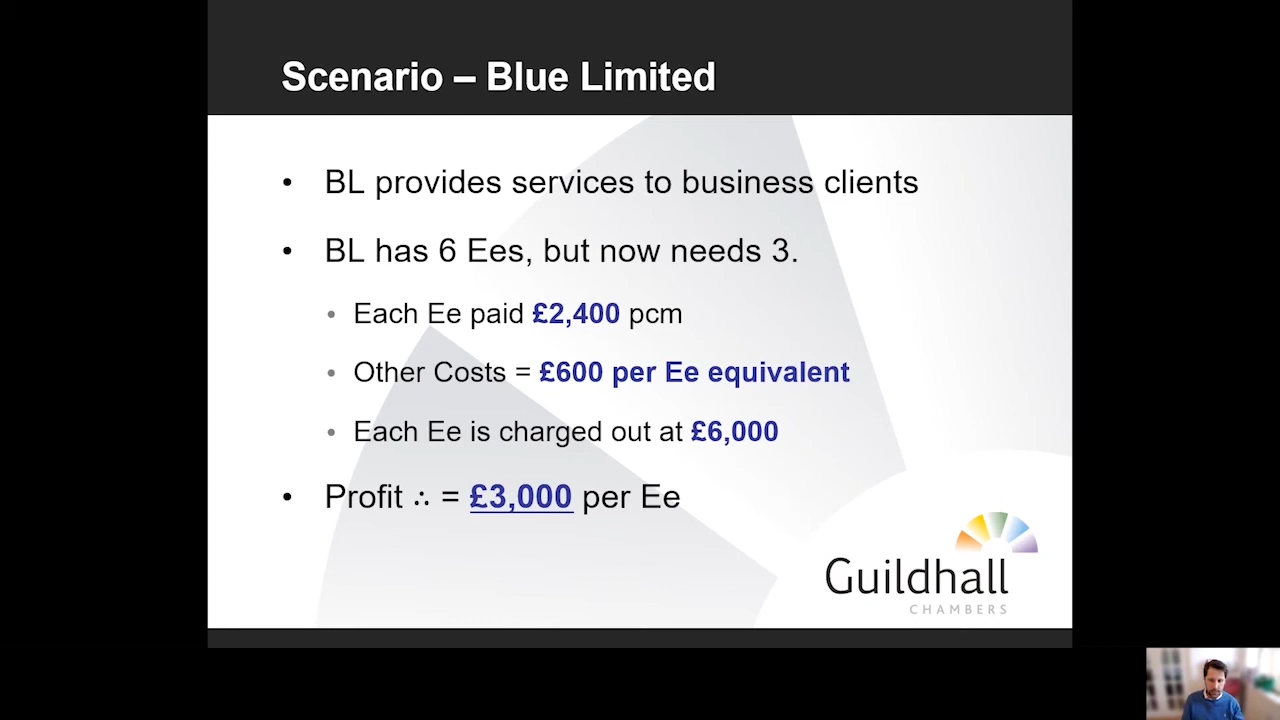 Scenario – Blue Limited
• BL provides services to business clients
• BL has 6 Ees, but now needs 3.
• Each Ee paid £2,400 pcm
• Other Costs = £600 per Ee equivalent
• Each Ee is charged out at £6,000
• Profit ∴ = £3,000 per Ee
Guildhall
CHAMBERS